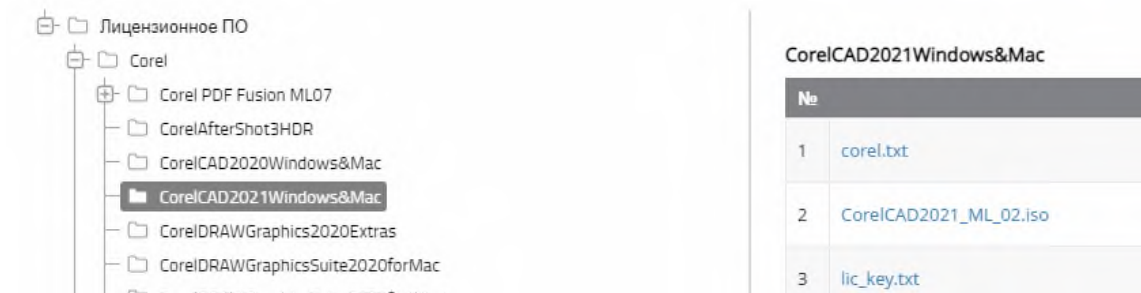 Лицензионное ПО
Corel
Corel PDF Fusion ML07
CorelAfterShot3HDR
CorelCAD2020Windows&Mac
CorelCAD2021Windows&Mac
CorelDRAWGraphics2020Extras
CorelDRAWGraphicsSuite2020forMac
CorelCAD2021Windows&Mac
№
1 corel.txt
2 CorelCAD2021_ML_02.iso
3 lic_key.txt